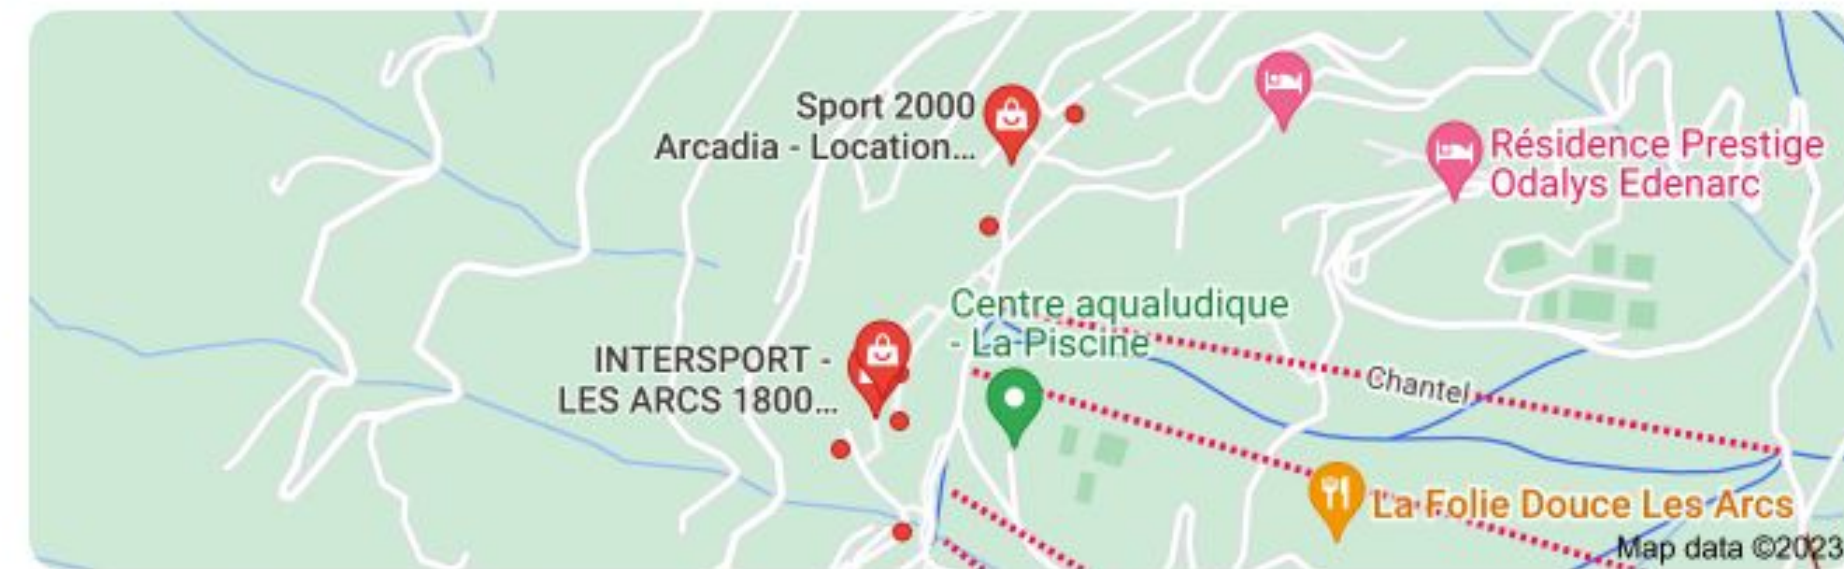 Sport 2000
Arcadia - Location...
Résidence Prestige
Odalys Edenarc
Centre aqualudique
- La Piscine
INTERSPORT -
LES ARCS 1800...
Chantel
La Folie Douce Les Arcs
Map data ©2023